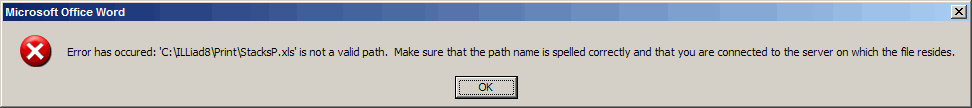 Microsoft Office Word
Error has occured: 'C:\ILLiad8\Print\StacksP.xls' is not a valid path.  Make sure that the path name is spelled correctly and that you are connected to the server on which the file resides.
OK